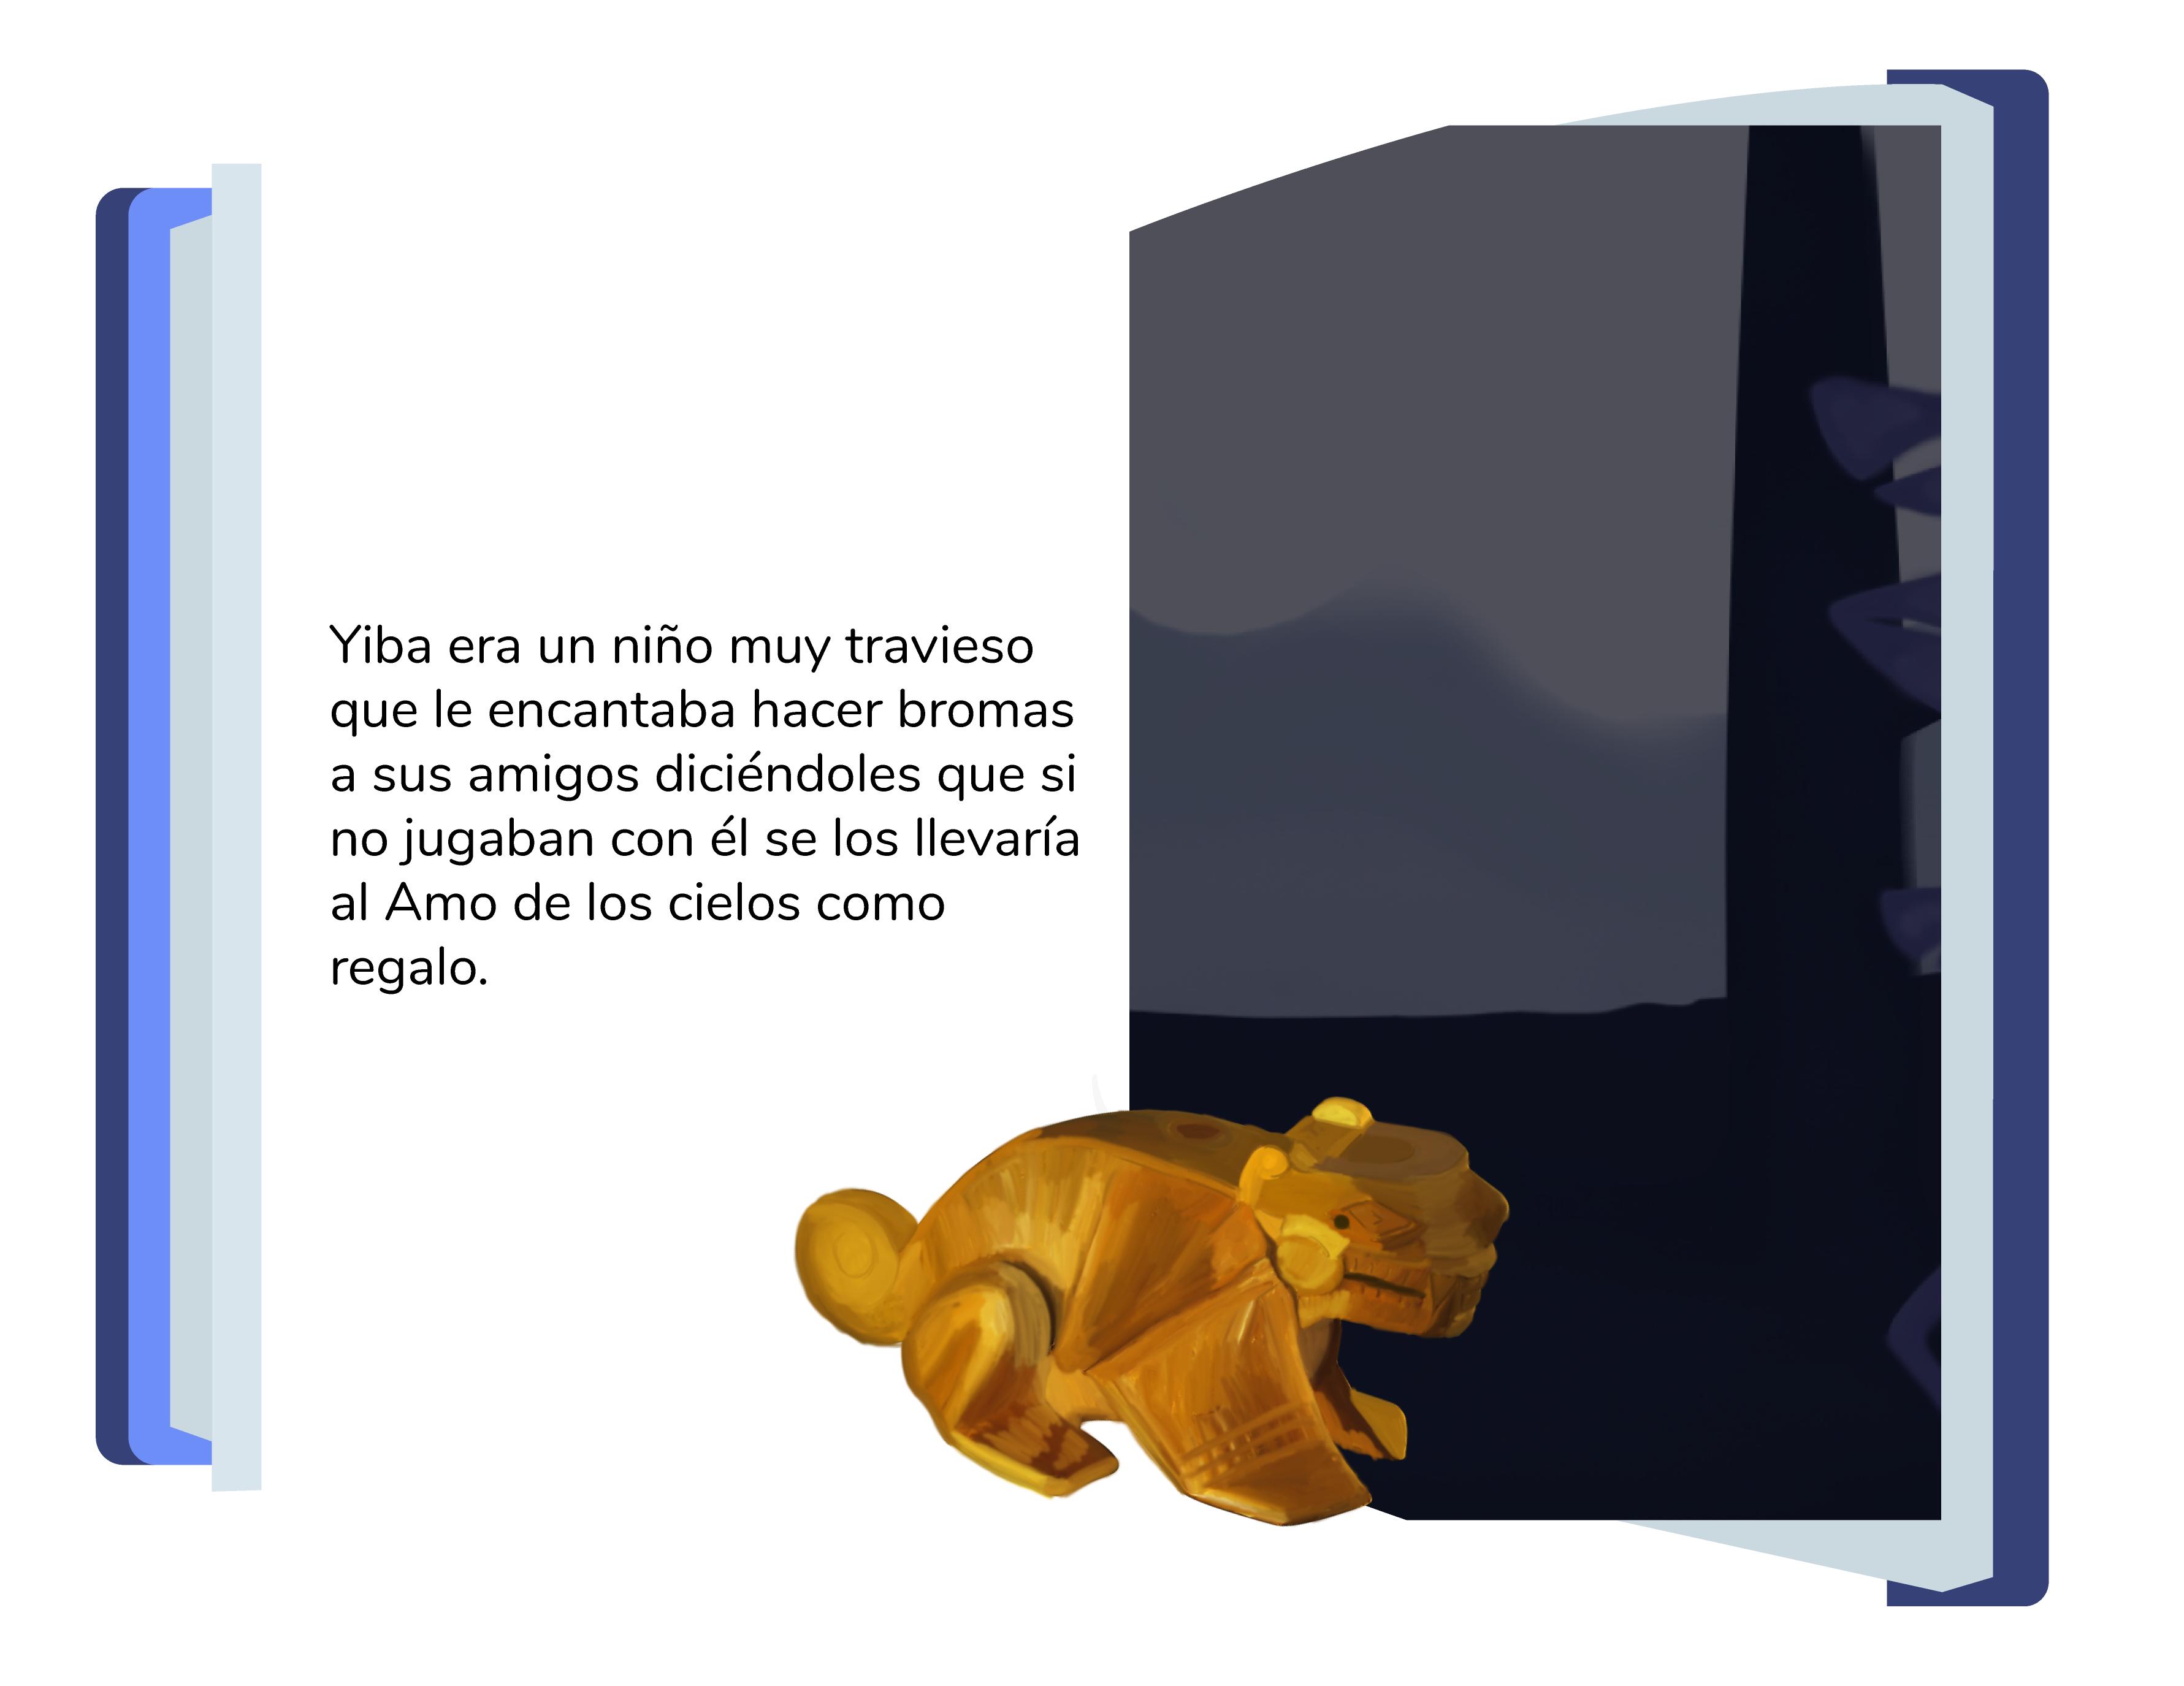 Yiba era un niño muy travieso
que le encantaba hacer bromas
a sus amigos diciéndoles que si
no jugaban con él se los llevaría
al Amo de los cielos como
regalo.